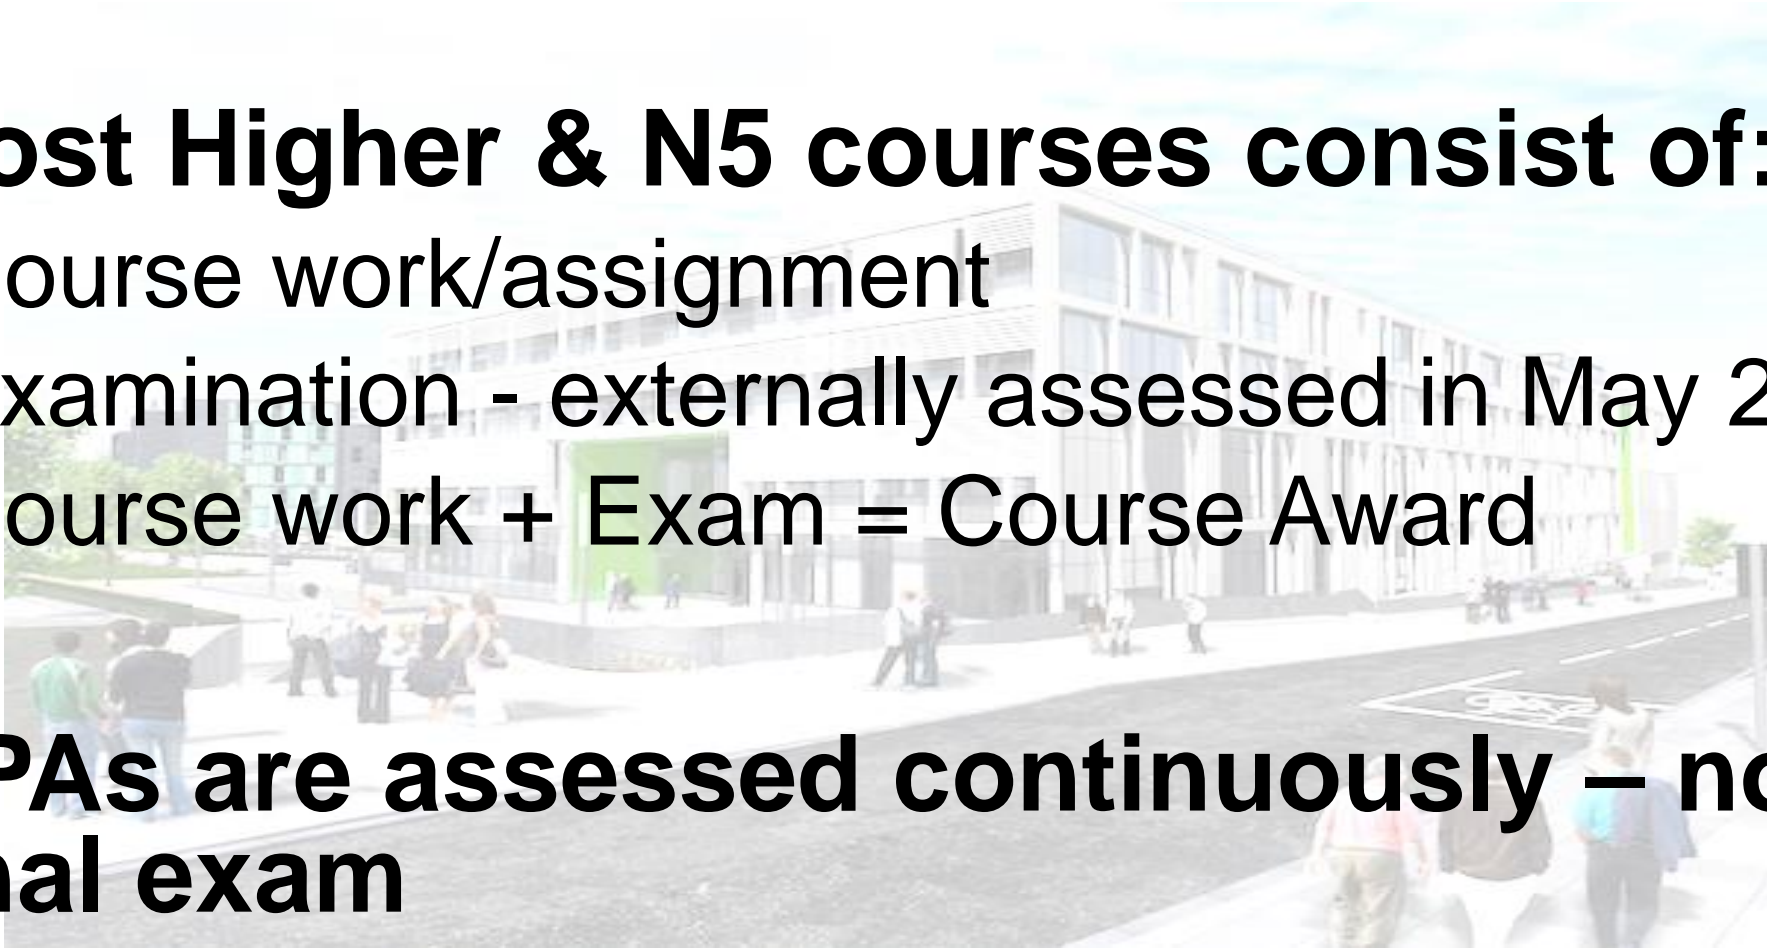 ost Higher & N5 courses consist of:
ourse work/assignment
xamination - externally assessed in May 2
ourse work + Exam = Course Award
PAs are assessed continuously – no
nal exam